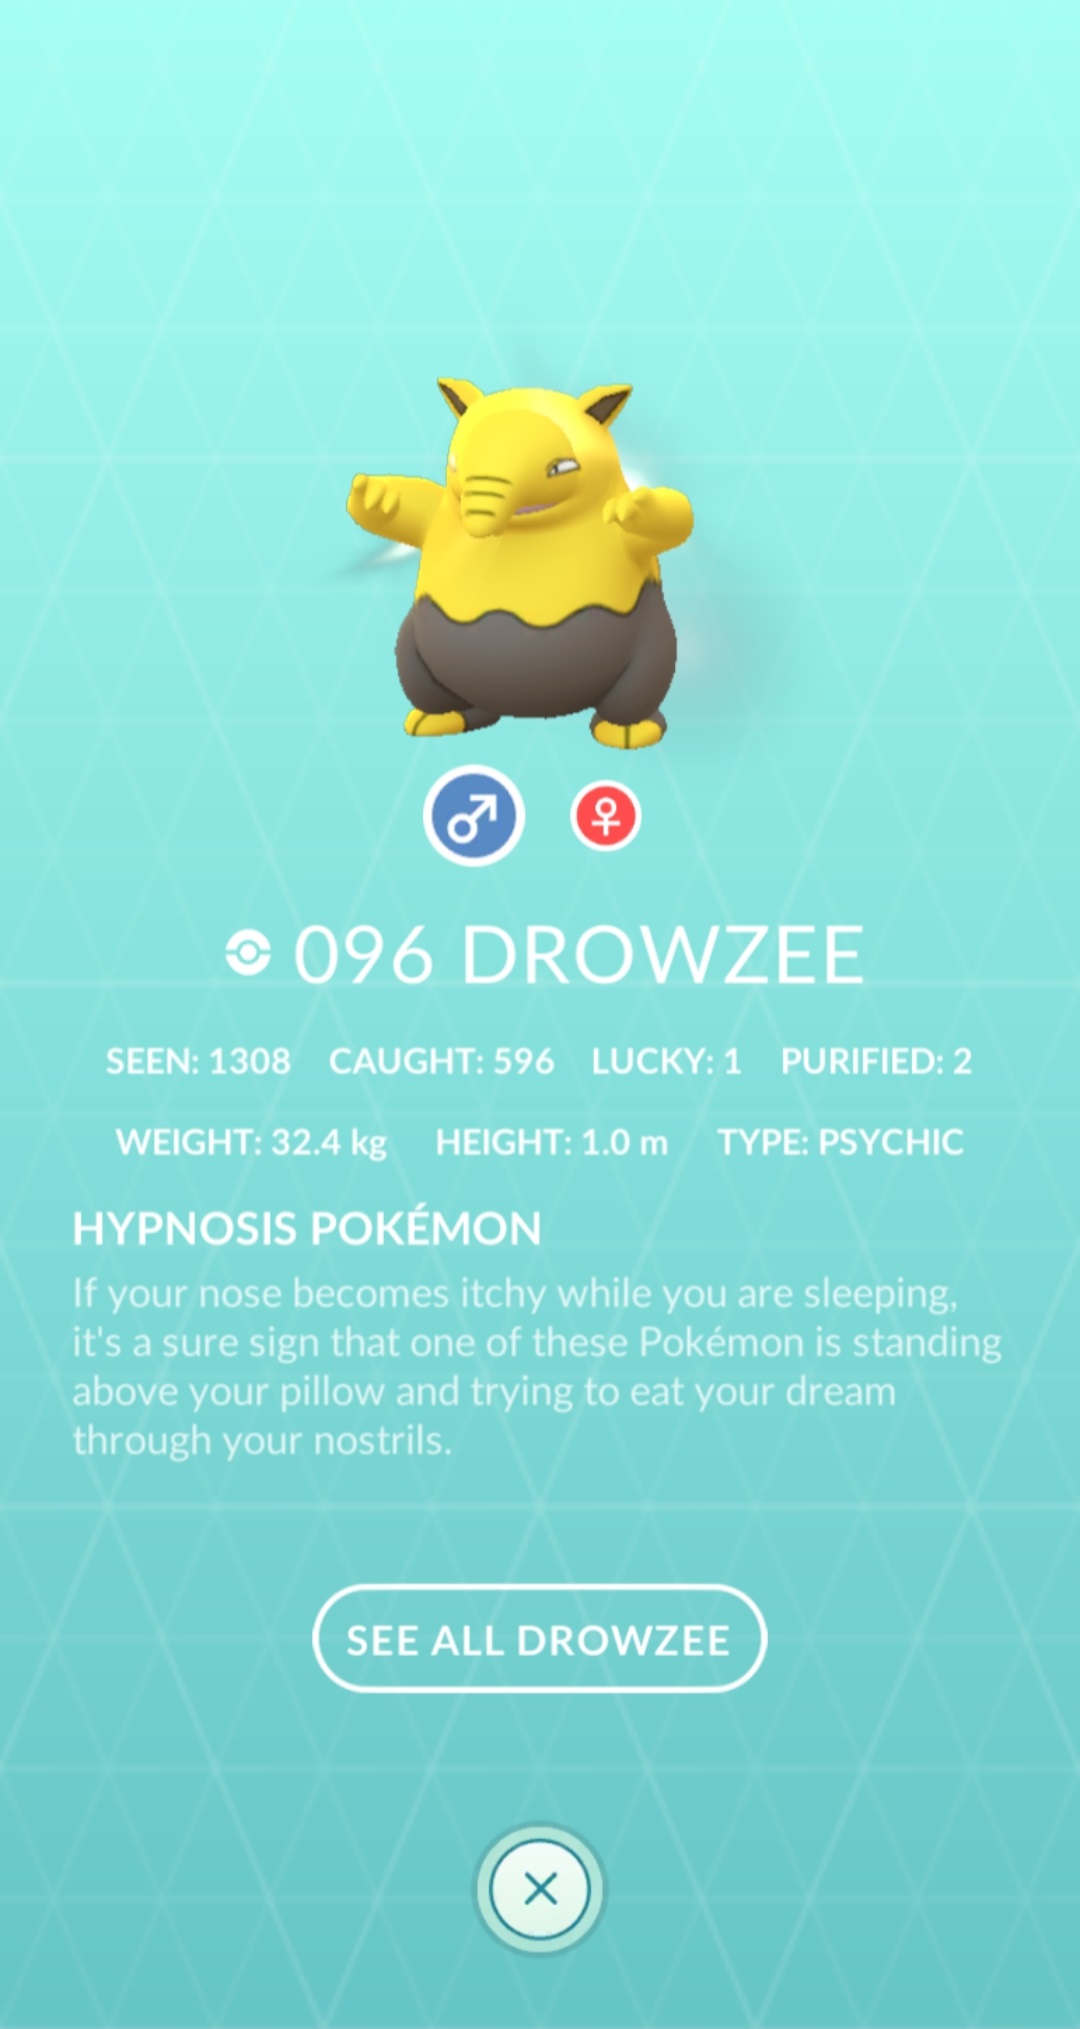 096 DROWZEE
SEEN: 1308 CAUGHT: 596 LUCKY: 1 PURIFIED: 2
WEIGHT: 32.4 kg HEIGHT: 1.0 m TYPE: PSYCHIC
HYPNOSIS POKÉMON
If your nose becomes itchy while you are sleeping,
it's a sure sign that one of these Pokémon is standing
above your pillow and trying to eat your dream
through your nostrils.
SEE ALL DROWZEE